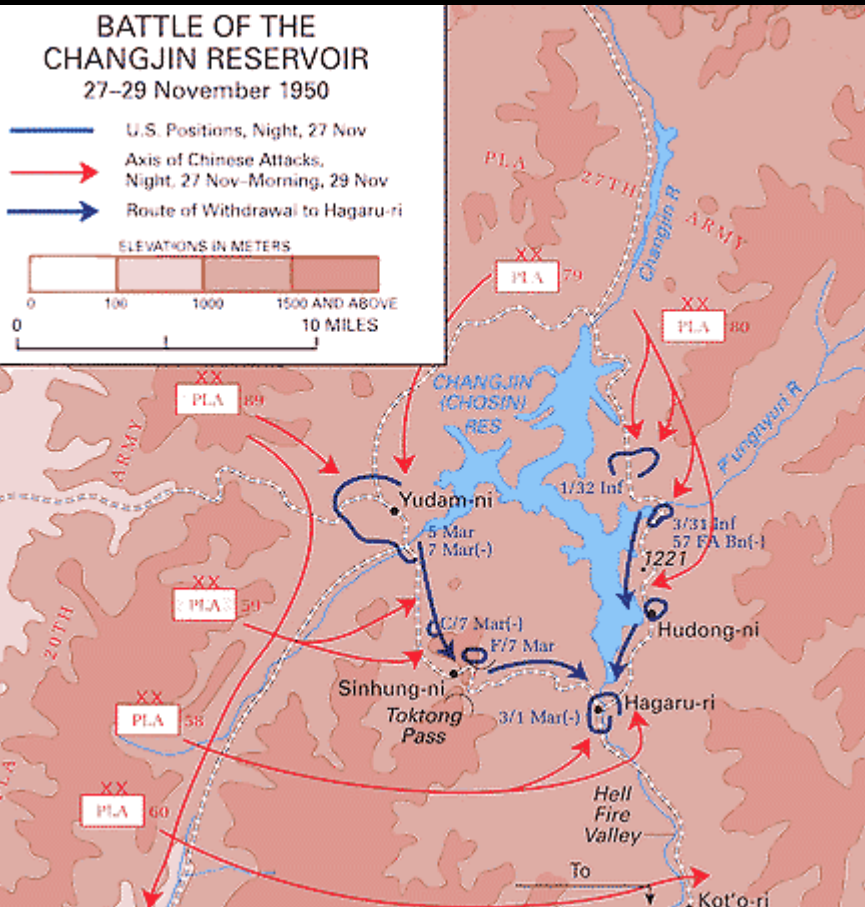 BATTLE OF THE
CHANGJIN RESERVOIR
27–29 November 1950
U.S. Positions, Night, 27 Nov
Axis of Chinese Attacks,
Night, 27 Nov–Morning, 29 Nov
Route of Withdrawal to Hagaru-ri
ELEVATIONS IN METERS
0 100 1000 1500 AND ABOVE
0 10 MILES
PLA 27TH ARMY
Changjin R
XX
PLA 79
XX
PLA 80
CHANGJIN
(CHOSIN)
RES
P'ungnyuri R
XX
PLA 89
ARMY
1/32 Inf
Yudam-ni
5 Mar
7 Mar(-)
3/31 Inf
57 FA Bn(-)
1221
XX
PLA 59
20TH
C/7 Mar(-)
F/7 Mar
Hudong-ni
Sinhung-ni
Toktong
Pass
3/1 Mar(-)
Hagaru-ri
XX
PLA 58
PLA
XX
PLA 60
Hell
Fire
Valley
To
Kot'o-ri